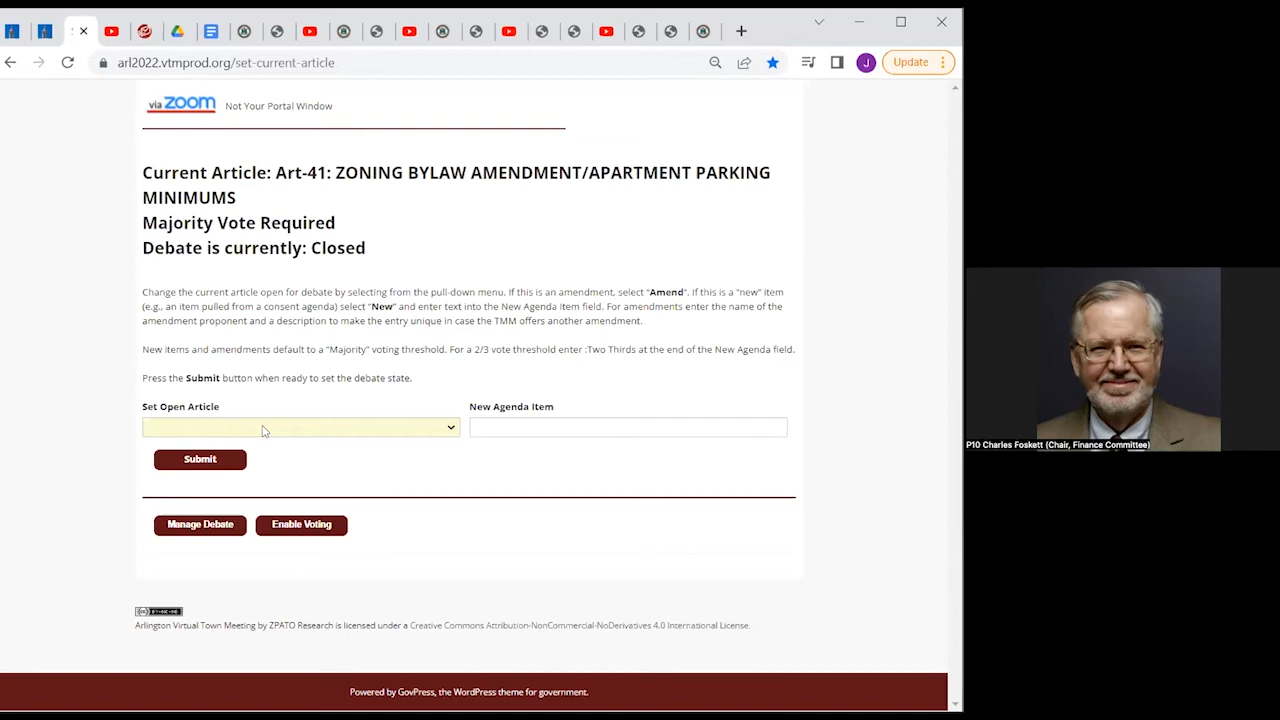 J
Update
arl2022.vtmprod.org/set-current-article
via zoom
Not Your Portal Window
Current Article: Art-41: ZONING BYLAW AMENDMENT/APARTMENT PARKING
MINIMUMS
Majority Vote Required
Debate is currently: Closed
Change the current article open for debate by selecting from the pull-down menu. If this is an amendment, select "Amend". If this is a "new" item
(e.g., an item pulled from a consent agenda) select "New" and enter text into the New Agenda Item field. For amendments enter the name of the
amendment proponent and a description to make the entry unique in case the TMM offers another amendment.
New items and amendments default to a "Majority" voting threshold. For a 2/3 vote threshold enter :Two Thirds at the end of the New Agenda field.
Press the Submit button when ready to set the debate state.
Set Open Article
New Agenda Item
Submit
Manage Debate
Enable Voting
Arlington Virtual Town Meeting by ZPATO Research is licensed under a Creative Commons Attribution-NonCommercial-NoDerivatives 4.0 International License.
Powered by GovPress, the WordPress theme for government.
P10 Charles Foskett (Chair, Finance Committee)